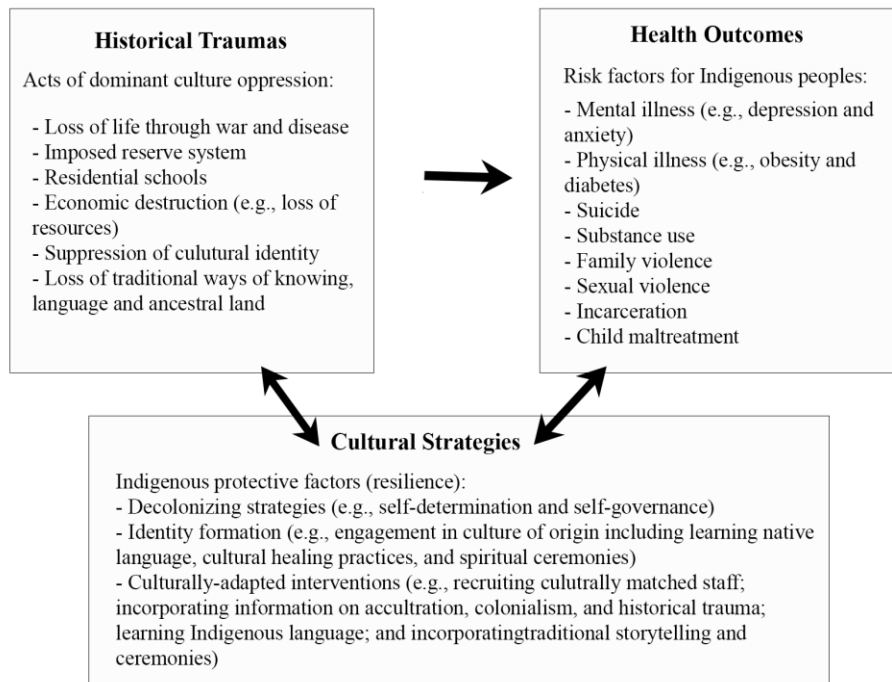 Historical Traumas
Acts of dominant culture oppression:
- Loss of life through war and disease
- Imposed reserve system
- Residential schools
- Economic destruction (e.g., loss of
resources)
- Suppression of culutural identity
- Loss of traditional ways of knowing,
language and ancestral land
Health Outcomes
Risk factors for Indigenous peoples:
- Mental illness (e.g., depression and
anxiety)
- Physical illness (e.g., obesity and
diabetes)
- Suicide
- Substance use
- Family violence
- Sexual violence
- Incarceration
- Child maltreatment
Cultural Strategies
Indigenous protective factors (resilience):
- Decolonizing strategies (e.g., self-determination and self-governance)
- Identity formation (e.g., engagement in culture of origin including learning native
language, cultural healing practices, and spiritual ceremonies)
- Culturally-adapted interventions (e.g., recruiting culutrally matched staff;
incorporating information on accultration, colonialism, and historical trauma;
learning Indigenous language; and incorporatingtraditional storytelling and
ceremonies)